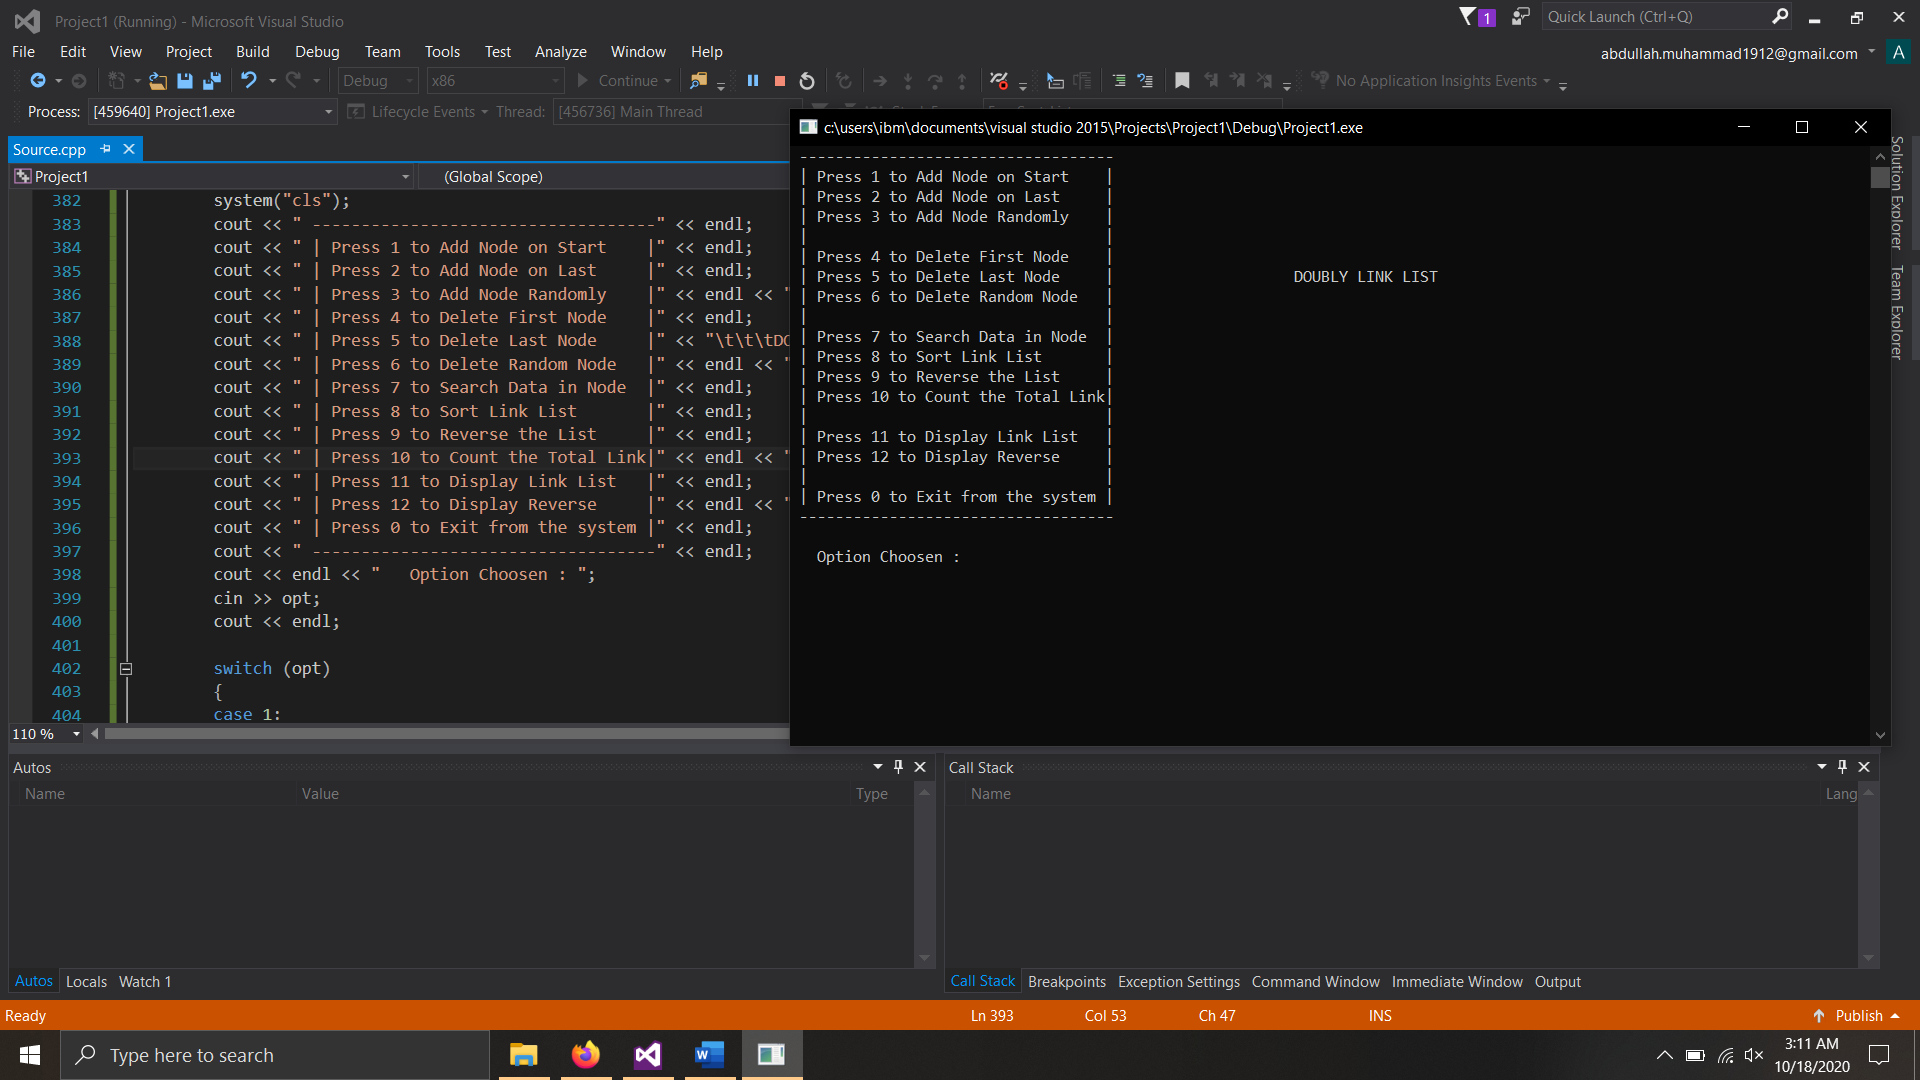 Project1 (Running) - Microsoft Visual Studio
1
Quick Launch (Ctrl+Q)
File Edit View Project Build Debug Team Tools Test Analyze Window Help
abdullah.muhammad1912@gmail.com A
Debug x86 Continue No Application Insights Events
Process: [459640] Project1.exe Lifecycle Events Thread: [456736] Main Thread
Source.cpp
Project1 (Global Scope)
382 system("cls");
383 cout << " -----------------------------------" << endl;
384 cout << " | Press 1 to Add Node on Start    |" << endl;
385 cout << " | Press 2 to Add Node on Last     |" << endl;
386 cout << " | Press 3 to Add Node Randomly    |" << endl << "
387 cout << " | Press 4 to Delete First Node    |" << endl;
388 cout << " | Press 5 to Delete Last Node     |" << "\t\t\tDO
389 cout << " | Press 6 to Delete Random Node   |" << endl << "
390 cout << " | Press 7 to Search Data in Node  |" << endl;
391 cout << " | Press 8 to Sort Link List       |" << endl;
392 cout << " | Press 9 to Reverse the List     |" << endl;
393 cout << " | Press 10 to Count the Total Link|" << endl << "
394 cout << " | Press 11 to Display Link List   |" << endl;
395 cout << " | Press 12 to Display Reverse     |" << endl << "
396 cout << " | Press 0 to Exit from the system |" << endl;
397 cout << " -----------------------------------" << endl;
398 cout << endl << "   Option Choosen : ";
399 cin >> opt;
400 cout << endl;
401
402 switch (opt)
403 {
404 case 1:
110 %
c:\users\ibm\documents\visual studio 2015\Projects\Project1\Debug\Project1.exe
-----------------------------------
| Press 1 to Add Node on Start    |
| Press 2 to Add Node on Last     |
| Press 3 to Add Node Randomly    |
|                                 |
| Press 4 to Delete First Node    |
| Press 5 to Delete Last Node     | DOUBLY LINK LIST
| Press 6 to Delete Random Node   |
|                                 |
| Press 7 to Search Data in Node  |
| Press 8 to Sort Link List       |
| Press 9 to Reverse the List     |
| Press 10 to Count the Total Link|
|                                 |
| Press 11 to Display Link List   |
| Press 12 to Display Reverse     |
|                                 |
| Press 0 to Exit from the system |
-----------------------------------
Option Choosen :
Solution Explorer
Team Explorer
Autos
Name Value Type
Autos Locals Watch 1
Call Stack
Name Lang
Call Stack Breakpoints Exception Settings Command Window Immediate Window Output
Ready Ln 393 Col 53 Ch 47 INS Publish
Type here to search
3:11 AM
10/18/2020